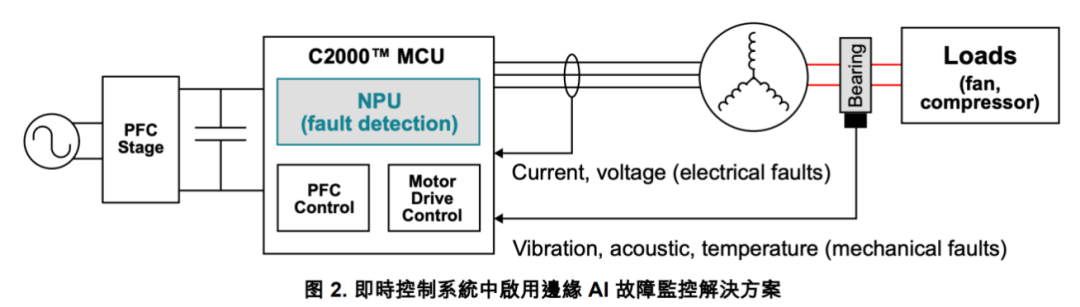 C2000™ MCU
NPU
(fault detection)
PFC
Stage
PFC
Control
Motor
Drive
Control
Bearing
Loads
(fan,
compressor)
Current, voltage (electrical faults)
Vibration, acoustic, temperature (mechanical faults)
图 2. 即時控制系統中啟用邊緣 AI 故障監控解決方案